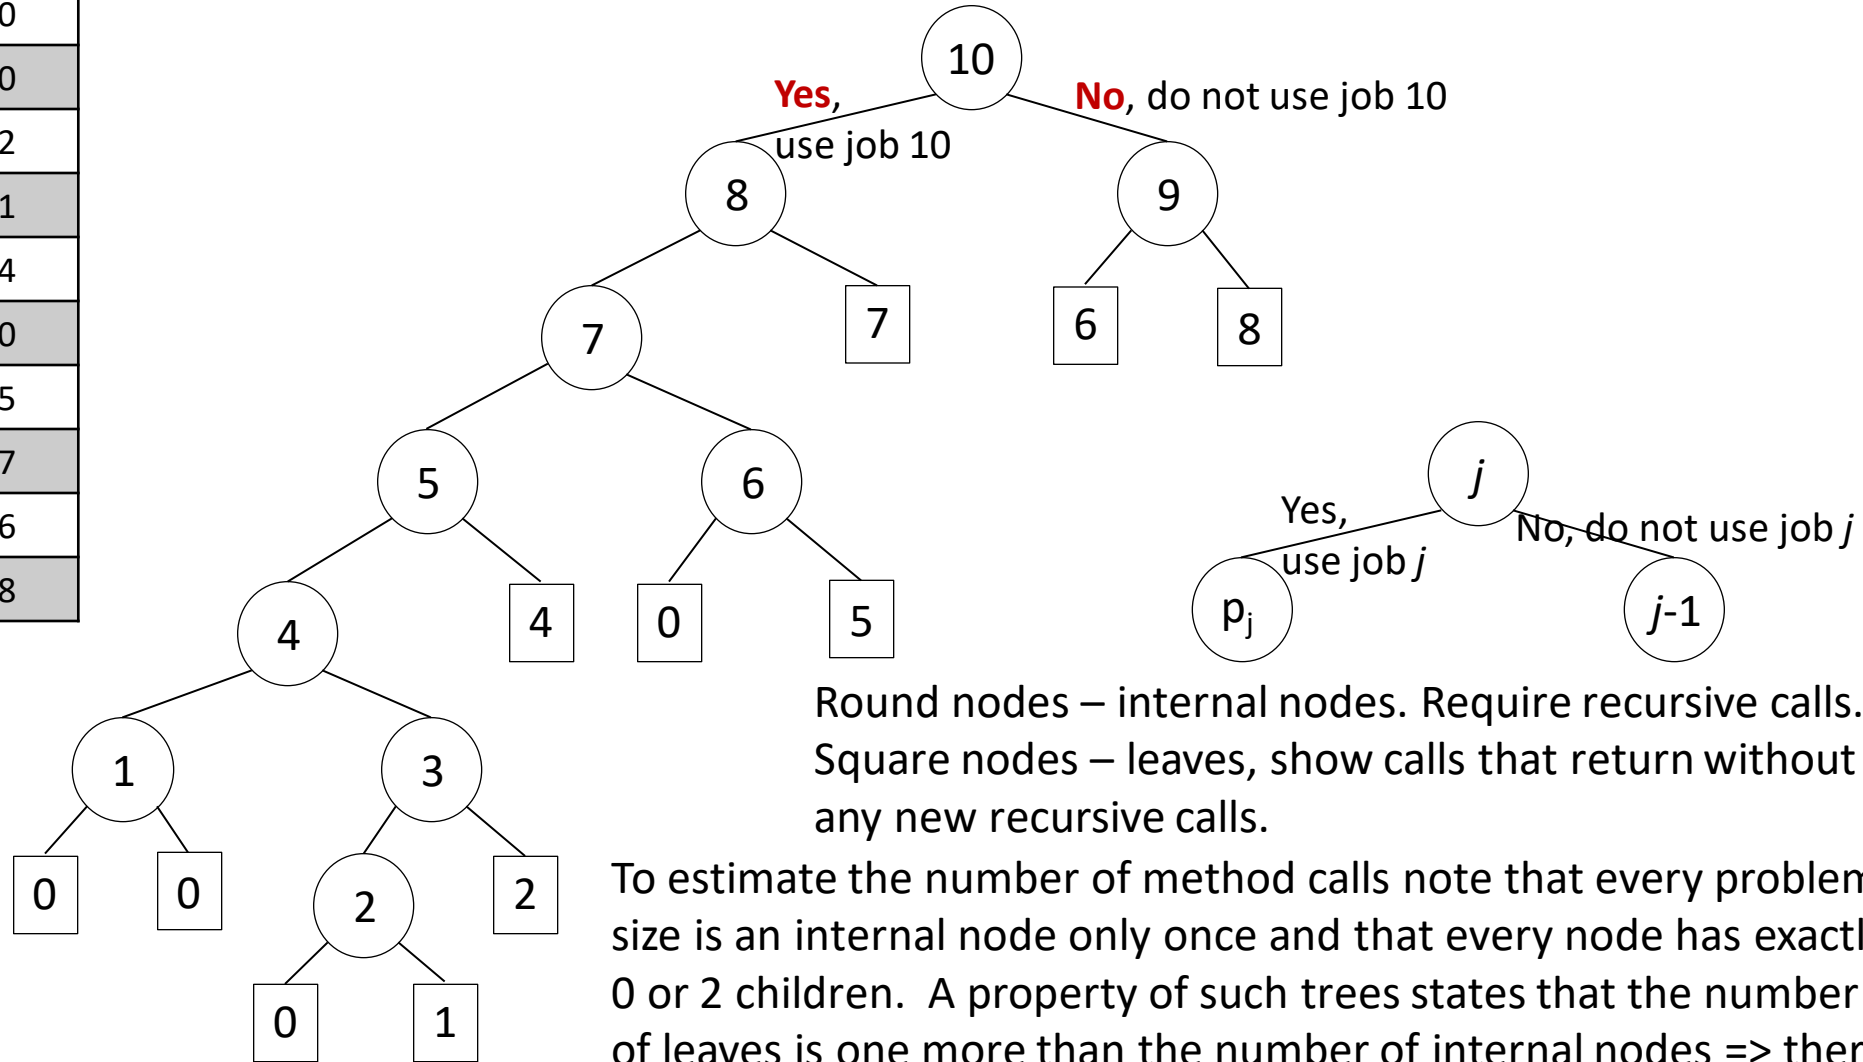 0
0
2
1
4
0
5
7
6
8
10
Yes,
use job 10
No, do not use job 10
8
9
7
7
6
8
5
6
4
4
0
5
1
3
0
0
2
2
0
1
j
Yes,
use job j
No, do not use job j
pj
j-1
Round nodes – internal nodes. Require recursive calls.
Square nodes – leaves, show calls that return without
any new recursive calls.
To estimate the number of method calls note that every problem
size is an internal node only once and that every node has exactl
0 or 2 children. A property of such trees states that the number
of leaves is one more than the number of internal nodes => ther